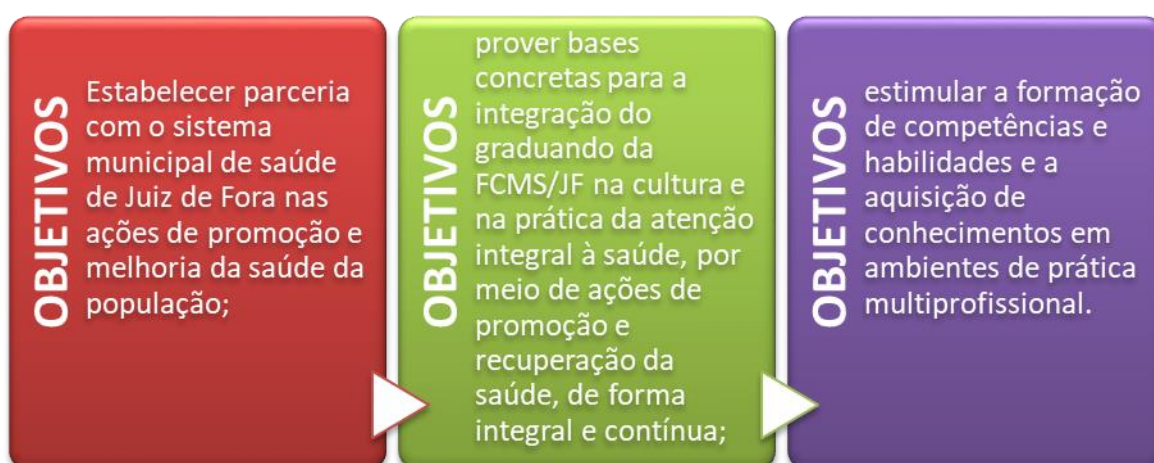 OBJETIVOS
Estabelecer parceria
com o sistema
municipal de saúde
de Juiz de Fora nas
ações de promoção e
melhoria da saúde da
população;
OBJETIVOS
prover bases
concretas para a
integração do
graduando da
FCMS/JF na cultura e
na prática da atenção
integral à saúde, por
meio de ações de
promoção e
recuperação da
saúde, de forma
integral e contínua;
OBJETIVOS
estimular a formação
de competências e
habilidades e a
aquisição de
conhecimentos em
ambientes de prática
multiprofissional.